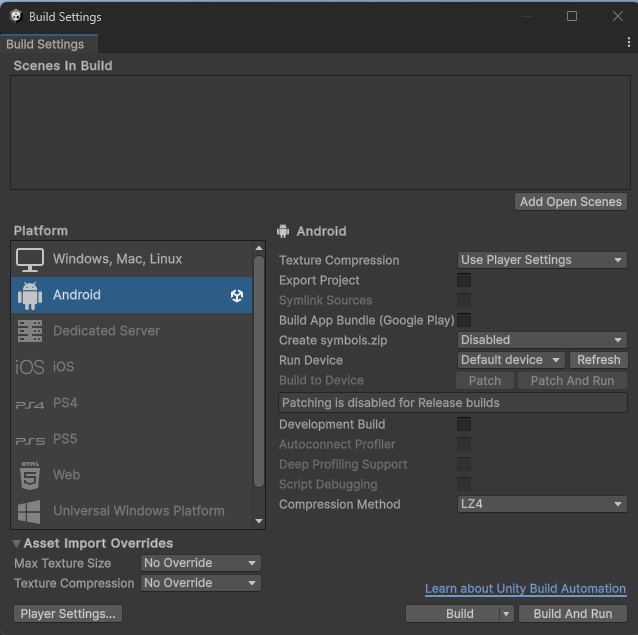 Build Settings
Build Settings
Scenes In Build
Add Open Scenes
Platform
Windows, Mac, Linux
Android
Dedicated Server
iOS iOS
PS4 PS4
PS5 PS5
HTML 5 Web
Universal Windows Platform
Android
Texture Compression Use Player Settings
Export Project
Symlink Sources
Build App Bundle (Google Play)
Create symbols.zip Disabled
Run Device Default device Refresh
Build to Device Patch Patch And Run
Patching is disabled for Release builds
Development Build
Autoconnect Profiler
Deep Profiling Support
Script Debugging
Compression Method LZ4
Asset Import Overrides
Max Texture Size No Override
Texture Compression No Override
Learn about Unity Build Automation
Player Settings... Build Build And Run